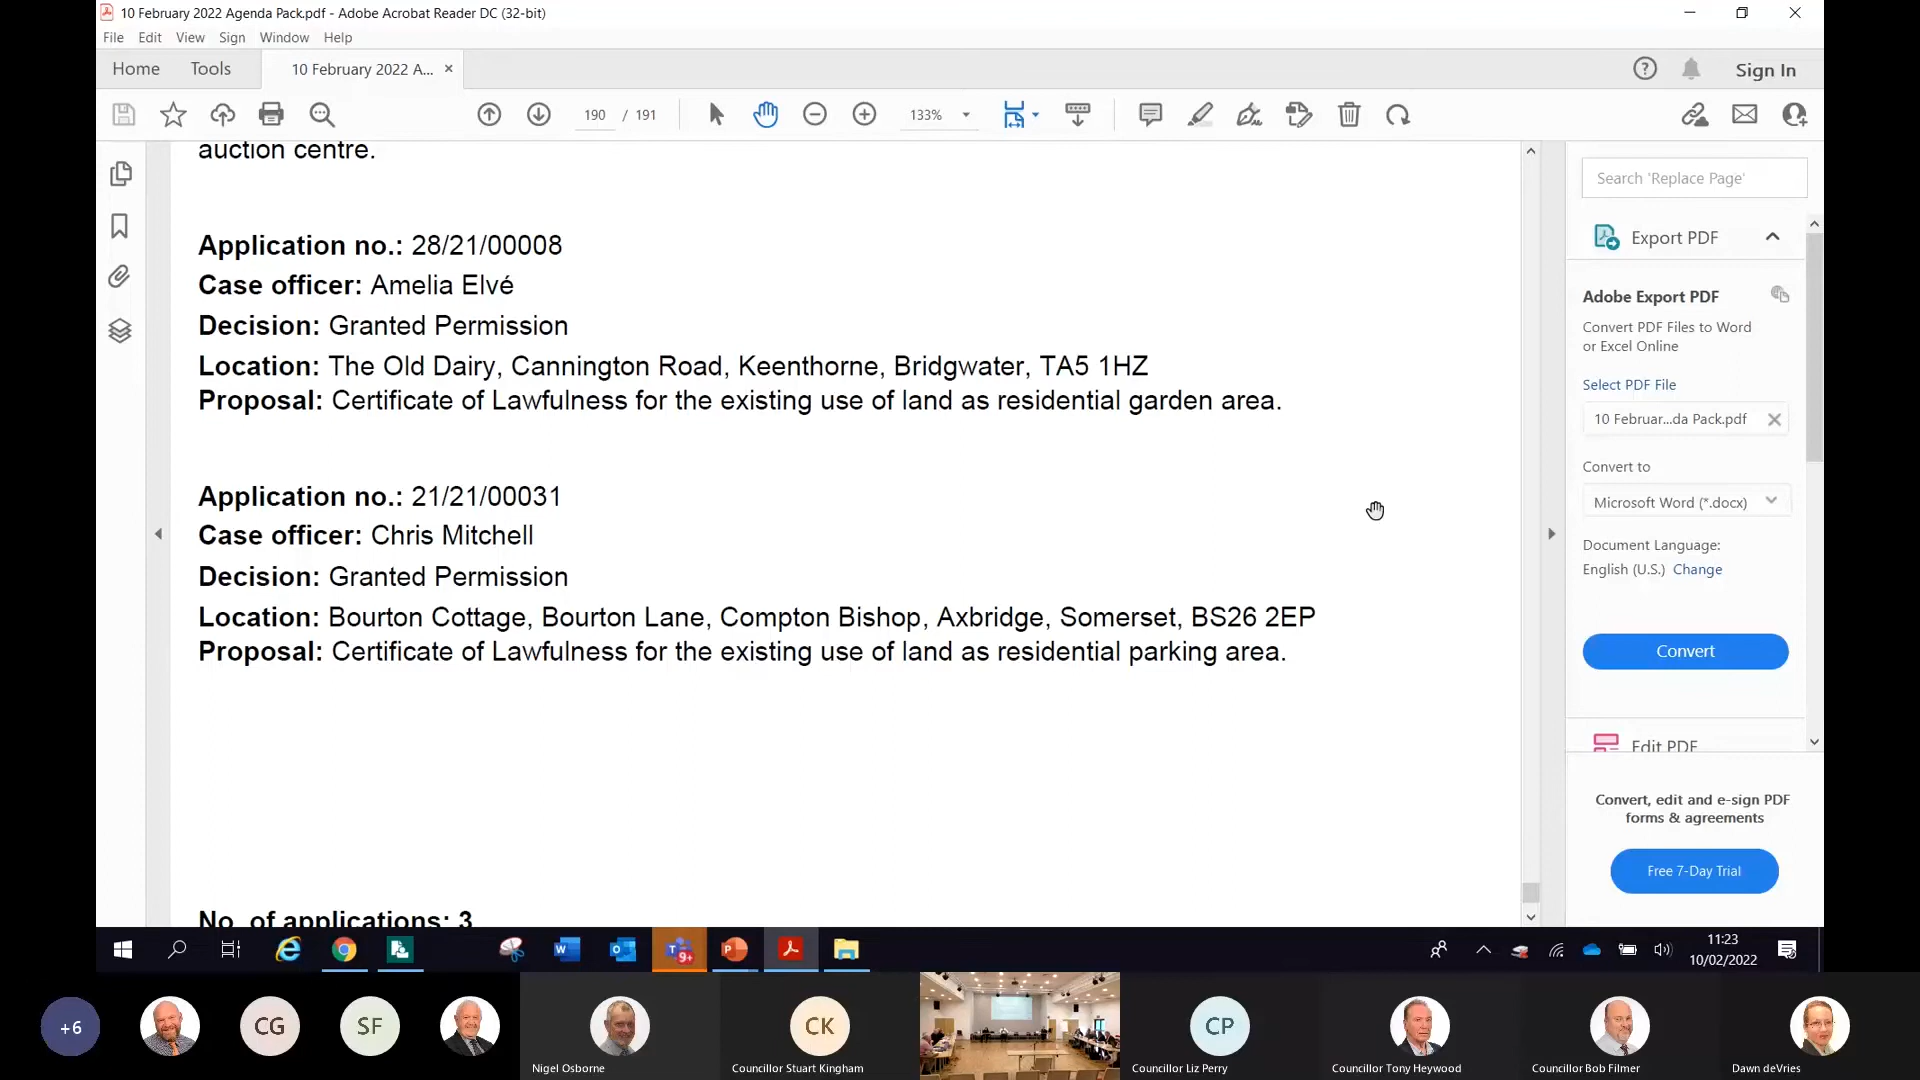 10 February 2022 Agenda Pack.pdf - Adobe Acrobat Reader DC (32-bit)
File Edit View Sign Window Help
Home Tools 10 February 2022 A... × Sign In
190 / 191 133%
auction centre.
Application no.: 28/21/00008
Case officer: Amelia Elvé
Decision: Granted Permission
Location: The Old Dairy, Cannington Road, Keenthorne, Bridgwater, TA5 1HZ
Proposal: Certificate of Lawfulness for the existing use of land as residential garden area.
Application no.: 21/21/00031
Case officer: Chris Mitchell
Decision: Granted Permission
Location: Bourton Cottage, Bourton Lane, Compton Bishop, Axbridge, Somerset, BS26 2EP
Proposal: Certificate of Lawfulness for the existing use of land as residential parking area.
No. of applications: 3
Search 'Replace Page'
Export PDF
Adobe Export PDF
Convert PDF Files to Word
or Excel Online
Select PDF File
10 Februar...da Pack.pdf
Convert to
Microsoft Word (*.docx)
Document Language:
English (U.S.) Change
Convert
Edit PDF
Convert, edit and e-sign PDF
forms & agreements
Free 7-Day Trial
9+
11:23
10/02/2022
+6 CG SF CK CP
Nigel Osborne Councillor Stuart Kingham Councillor Liz Perry Councillor Tony Heywood Councillor Bob Filmer Dawn deVries